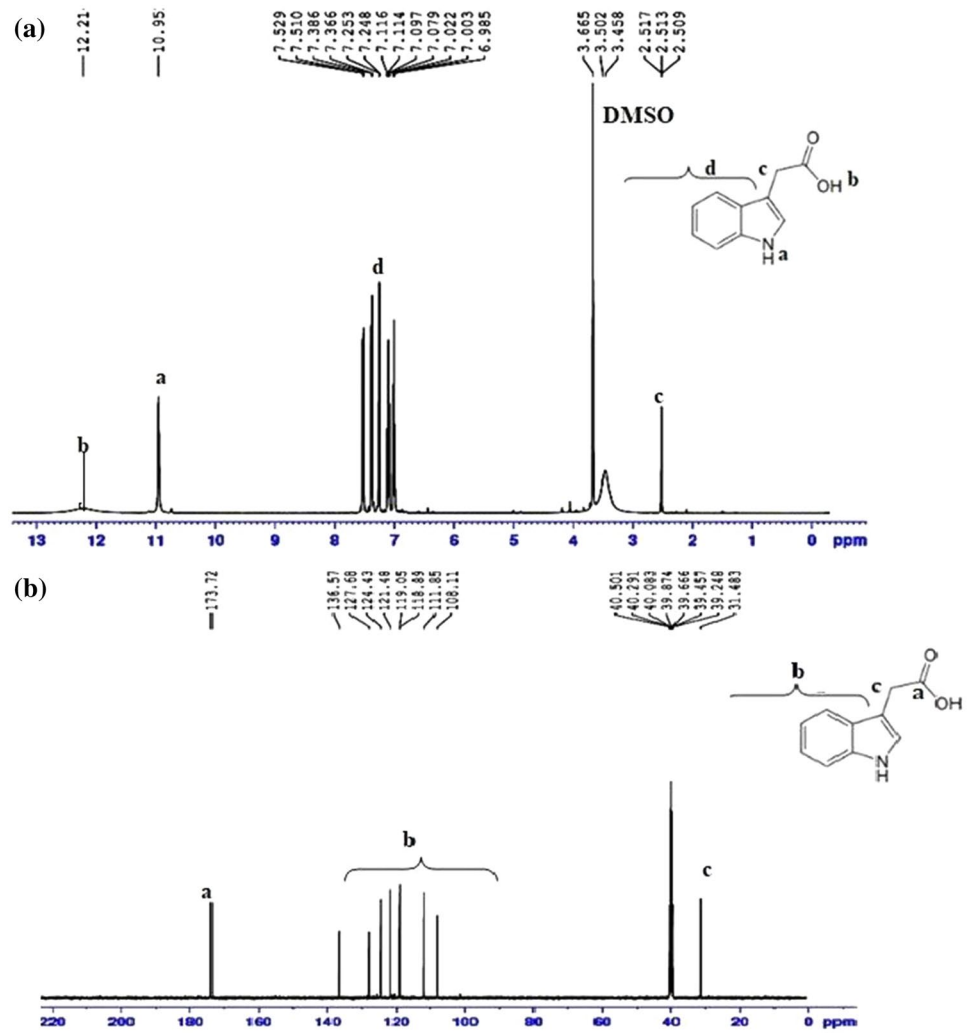 (a)
12.21
10.95
7.529
7.510
7.386
7.366
7.253
7.248
7.116
7.114
7.097
7.079
7.022
7.003
6.985
3.665
3.502
3.458
2.517
2.513
2.509
DMSO
O
d
c
OH b
N
H a
d
a
b
c
13 12 11 10 9 8 7 6 5 4 3 2 1 0 ppm
(b)
173.72
136.57
127.68
124.43
121.48
119.05
118.89
111.85
108.11
40.501
40.291
40.083
39.874
39.666
39.457
39.248
31.483
O
b
c
a
OH
N
H
b
a
c
220 200 180 160 140 120 100 80 60 40 20 0 ppm